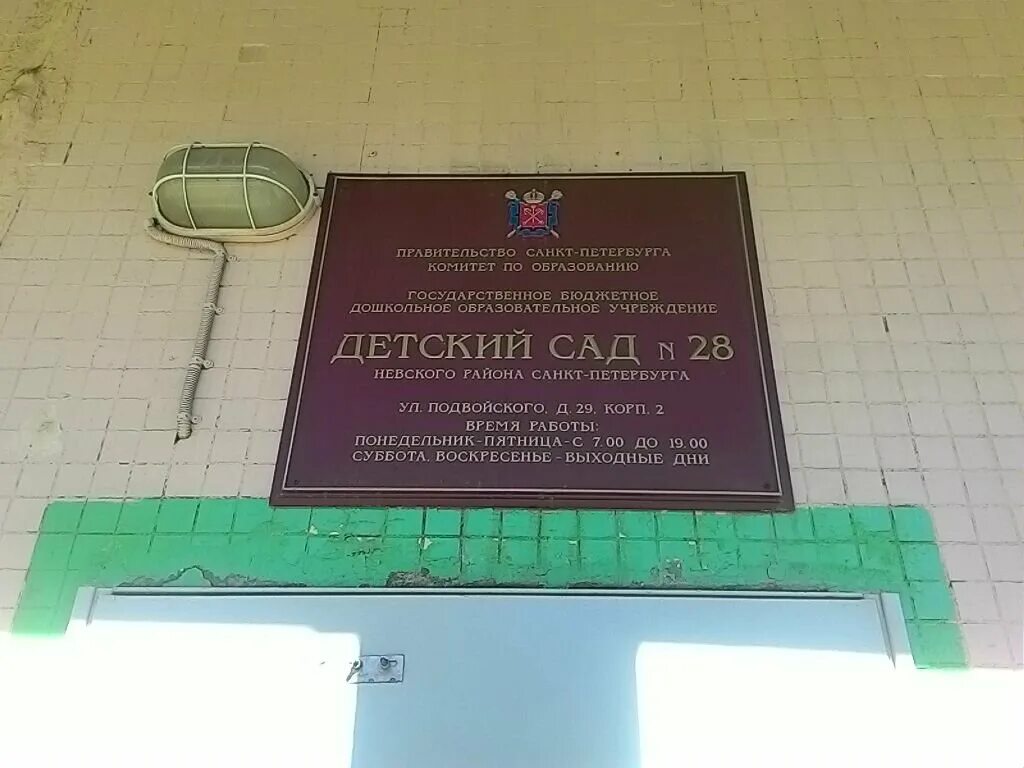 ПРАВИТЕЛЬСТВО САНКТ-ПЕТЕРБУРГА
КОМИТЕТ ПО ОБРАЗОВАНИЮ
ГОСУДАРСТВЕННОЕ БЮДЖЕТНОЕ
ДОШКОЛЬНОЕ ОБРАЗОВАТЕЛЬНОЕ УЧРЕЖДЕНИЕ
ДЕТСКИЙ САД N 28
НЕВСКОГО РАЙОНА САНКТ-ПЕТЕРБУРГА
УЛ. ПОДВОЙСКОГО, Д. 29, КОРП. 2
ВРЕМЯ РАБОТЫ:
ПОНЕДЕЛЬНИК-ПЯТНИЦА-С 7.00 ДО 19.00
СУББОТА, ВОСКРЕСЕНЬЕ-ВЫХОДНЫЕ ДНИ